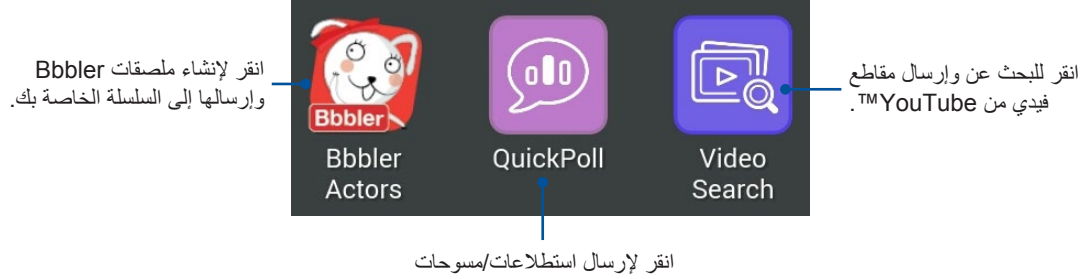 انقر لإنشاء ملصقات Bbbler
وإرسالها إلى السلسلة الخاصة بك.
Bbbler
Bbbler
Actors
QuickPoll
Video
Search
انقر للبحث عن وإرسال مقاطع
فيدي من YouTube™.
انقر لإرسال استطلاعات/مسوحات